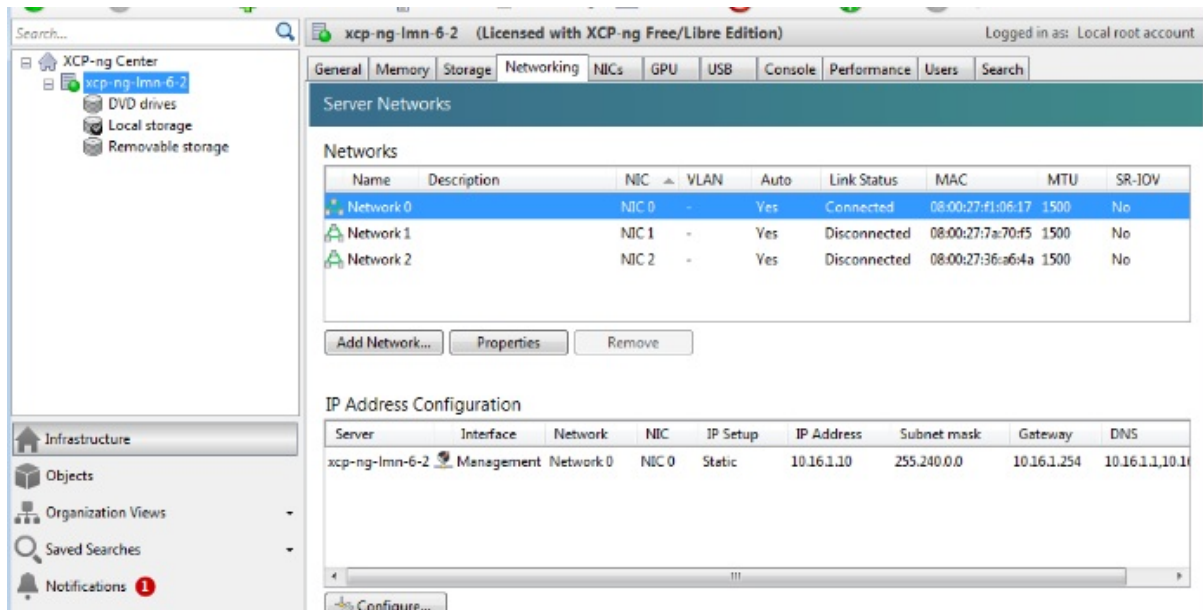 Search...
xcp-ng-lmn-6-2 (Licensed with XCP-ng Free/Libre Edition) Logged in as: Local root account
XCP-ng Center
xcp-ng-lmn-6-2
DVD drives
Local storage
Removable storage
General Memory Storage Networking NICs GPU USB Console Performance Users Search
Server Networks
Networks
Name Description NIC VLAN Auto Link Status MAC MTU SR-IOV
Network 0 NIC 0 - Yes Connected 08:00:27:f1:06:17 1500 No
Network 1 NIC 1 - Yes Disconnected 08:00:27:7a:70:f5 1500 No
Network 2 NIC 2 - Yes Disconnected 08:00:27:36:a6:4a 1500 No
Add Network... Properties Remove
IP Address Configuration
Server Interface Network NIC IP Setup IP Address Subnet mask Gateway DNS
xcp-ng-lmn-6-2 Management Network 0 NIC 0 Static 10.16.1.10 255.240.0.0 10.16.1.254 10.16.1.1,10.16
Configure...
Infrastructure
Objects
Organization Views
Saved Searches
Notifications 1